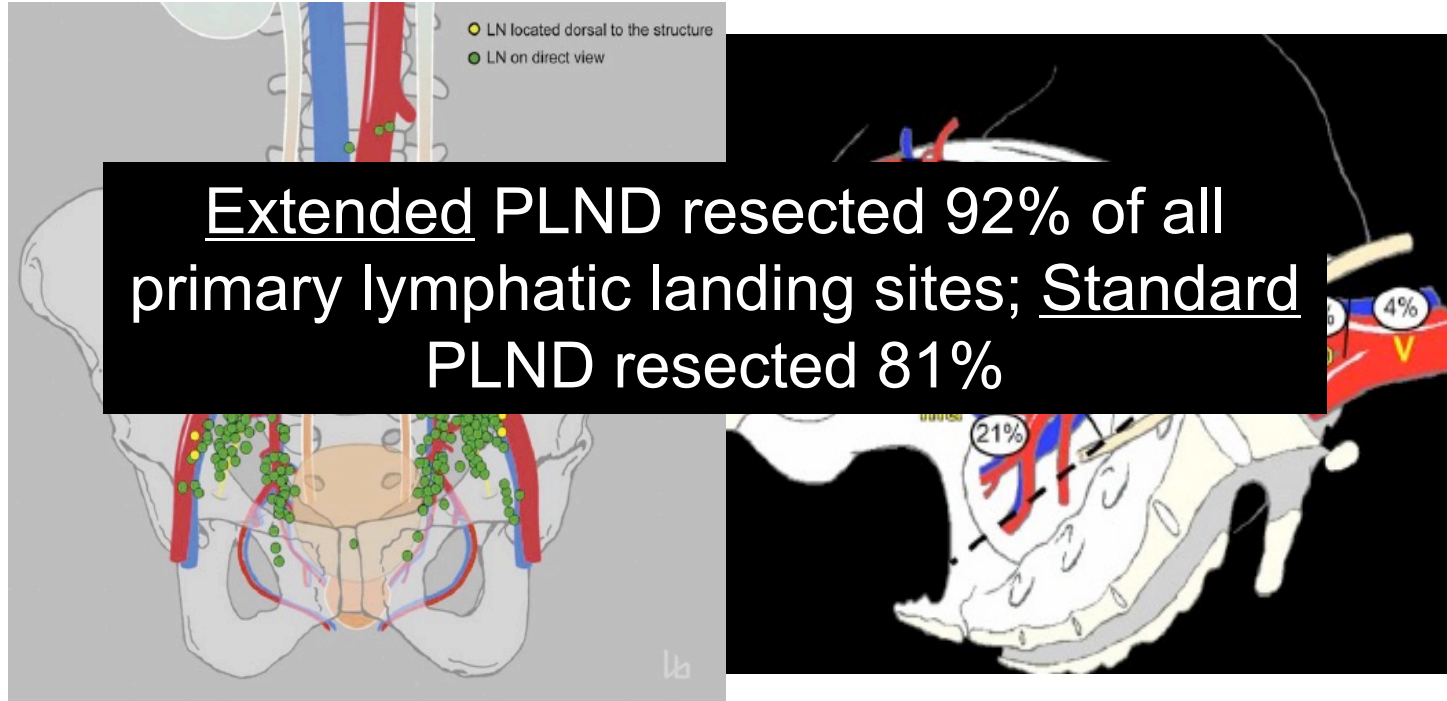 LN located dorsal to the structure
LN on direct view
Extended PLND resected 92% of all
primary lymphatic landing sites; Standard
PLND resected 81%
4%
V
21%